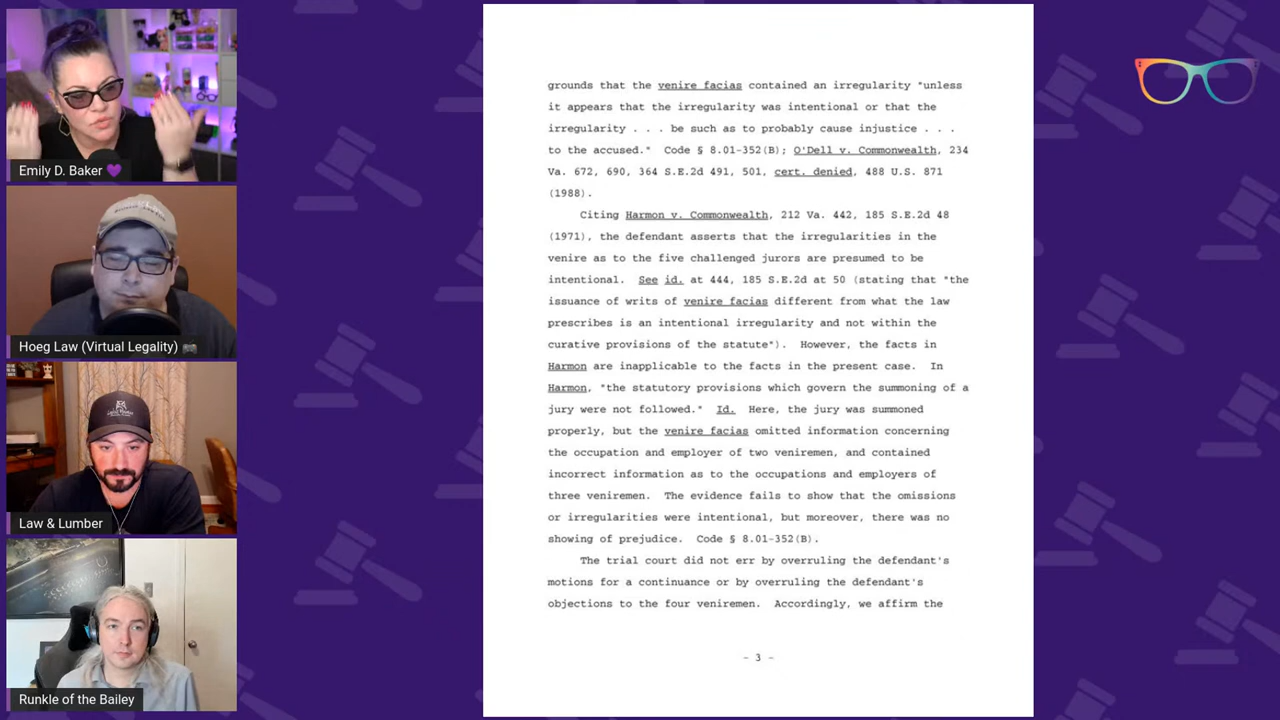 Emily D. Baker 💜
Hoeg Law (Virtual Legality) 🎮
Law & Lumber
Runkle of the Bailey
grounds that the venire facias contained an irregularity "unless
it appears that the irregularity was intentional or that the
irregularity . . . be such as to probably cause injustice . . .
to the accused." Code § 8.01-352(B); O'Dell v. Commonwealth, 234
Va. 672, 690, 364 S.E.2d 491, 501, cert. denied, 488 U.S. 871
(1988).
Citing Harmon v. Commonwealth, 212 Va. 442, 185 S.E.2d 48
(1971), the defendant asserts that the irregularities in the
venire as to the five challenged jurors are presumed to be
intentional. See id. at 444, 185 S.E.2d at 50 (stating that "the
issuance of writs of venire facias different from what the law
prescribes is an intentional irregularity and not within the
curative provisions of the statute"). However, the facts in
Harmon are inapplicable to the facts in the present case. In
Harmon, "the statutory provisions which govern the summoning of a
jury were not followed." Id. Here, the jury was summoned
properly, but the venire facias omitted information concerning
the occupation and employer of two veniremen, and contained
incorrect information as to the occupations and employers of
three veniremen. The evidence fails to show that the omissions
or irregularities were intentional, but moreover, there was no
showing of prejudice. Code § 8.01-352(B).
The trial court did not err by overruling the defendant's
motions for a continuance or by overruling the defendant's
objections to the four veniremen. Accordingly, we affirm the
- 3 -